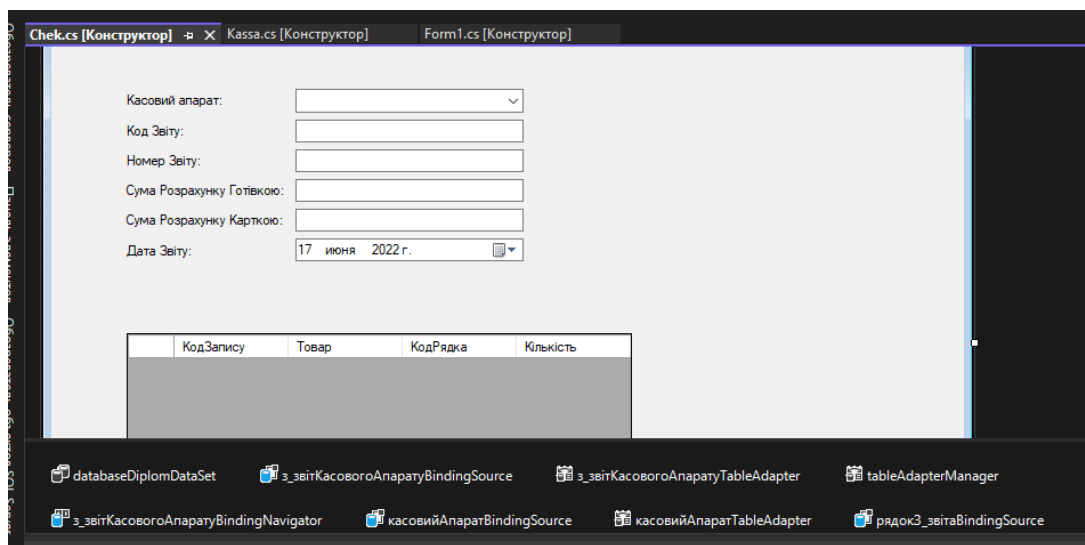 Chek.cs [Конструктор] Kassa.cs [Конструктор] Form1.cs [Конструктор]
Касовий апарат:
Код Звіту:
Номер Звіту:
Сума Розрахунку Готівкою:
Сума Розрахунку Карткою:
Дата Звіту: 17 июня 2022 г.
КодЗапису Товар КодРядка Кількість
databaseDiplomDataSet з_звітКасовогоАпаратуBindingSource з_звітКасовогоАпаратуTableAdapter tableAdapterManager
з_звітКасовогоАпаратуBindingNavigator касовийАпаратBindingSource касовийАпаратTableAdapter рядокЗ_звітаBindingSource